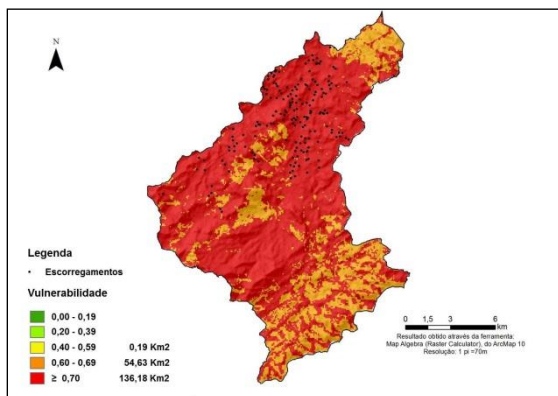 N
Legenda
Escorregamentos
Vulnerabilidade
0,00 - 0,19
0,20 - 0,39
0,40 - 0,59 0,19 Km2
0,60 - 0,69 54,63 Km2
≥ 0,70 136,18 Km2
0 1,5 3 6
km
Resultado obtido através da ferramenta:
Map Algebra (Raster Calculator), do ArcMap 10
Resolução: 1 pi =70m